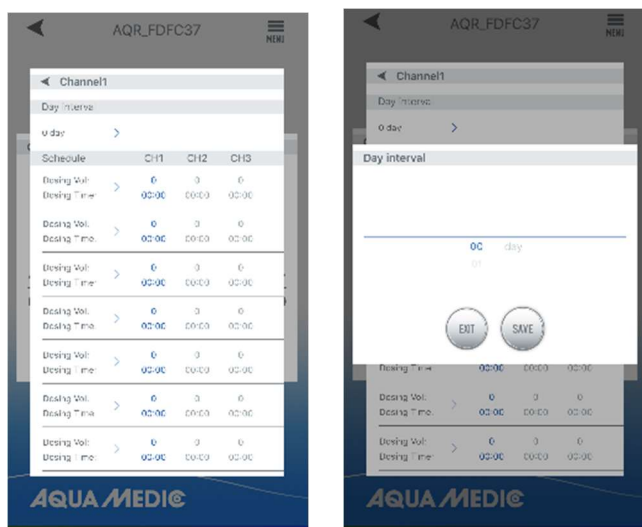 AQR_FDFC37
MENU
Channel1
Day interval
0 day
Schedule CH1 CH2 CH3
Dosing Vol: 0 0 0
Dosing Time: 00:00 00:00 00:00
Dosing Vol: 0 0 0
Dosing Time: 00:00 00:00 00:00
Dosing Vol: 0 0 0
Dosing Time: 00:00 00:00 00:00
Dosing Vol: 0 0 0
Dosing Time: 00:00 00:00 00:00
Dosing Vol: 0 0 0
Dosing Time: 00:00 00:00 00:00
Dosing Vol: 0 0 0
Dosing Time: 00:00 00:00 00:00
Dosing Vol: 0 0 0
Dosing Time: 00:00 00:00 00:00
AQUA MEDIC
AQR_FDFC37
MENU
Channel1
Day interval
0 day
Day interval
00 day
01
EXIT SAVE
Dosing Time: 00:00 00:00 00:00
Dosing Vol: 0 0 0
Dosing Time: 00:00 00:00 00:00
Dosing Vol: 0 0 0
Dosing Time: 00:00 00:00 00:00
AQUA MEDIC